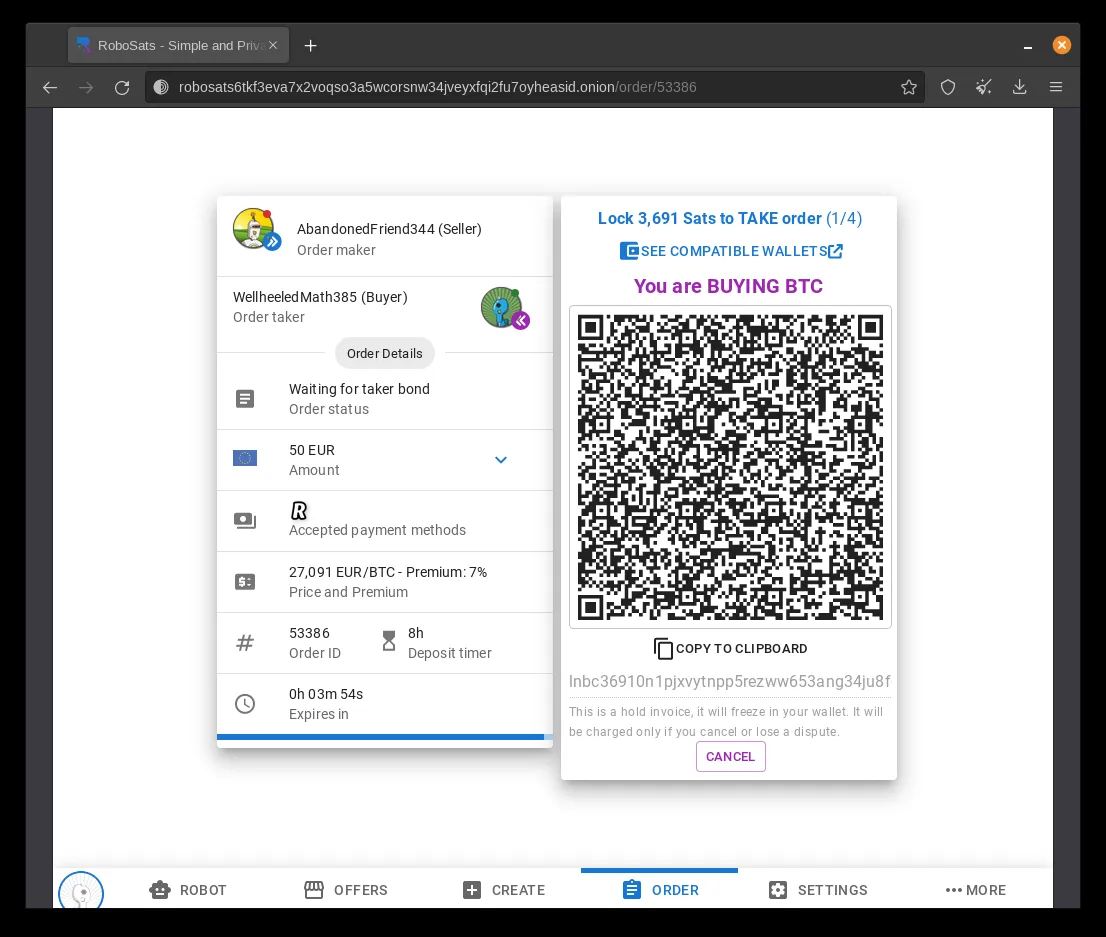 RoboSats - Simple and Priva
robosats6tkf3eva7x2voqso3a5wcorsnw34jveyxfqi2fu7oyheasid.onion/order/53386
AbandonedFriend344 (Seller)
Order maker
WellheeledMath385 (Buyer)
Order taker
Order Details
Waiting for taker bond
Order status
50 EUR
Amount
R
Accepted payment methods
27,091 EUR/BTC - Premium: 7%
Price and Premium
53386
Order ID
8h
Deposit timer
0h 03m 54s
Expires in
Lock 3,691 Sats to TAKE order (1/4)
SEE COMPATIBLE WALLETS
You are BUYING BTC
COPY TO CLIPBOARD
lnbc36910n1pjxvytnpp5rezww653ang34ju8f
This is a hold invoice, it will freeze in your wallet. It will
be charged only if you cancel or lose a dispute.
CANCEL
ROBOT
OFFERS
CREATE
ORDER
SETTINGS
MORE